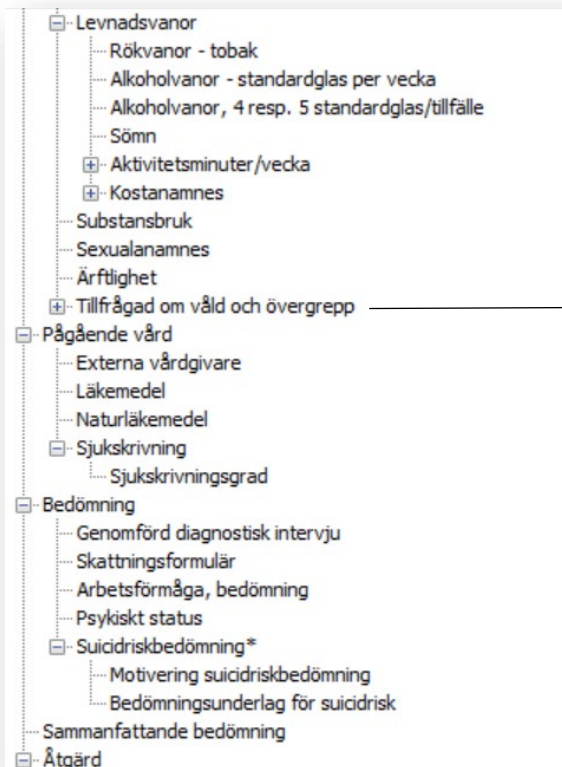 Levnadsvanor
Rökvanor - tobak
Alkoholvanor - standardglas per vecka
Alkoholvanor, 4 resp. 5 standardglas/tillfälle
Sömn
Aktivitetsminuter/vecka
Kostanamnes
Substansbruk
Sexualanamnes
Ärftlighet
Tillfrågad om våld och övergrepp
Pågående vård
Externa vårdgivare
Läkemedel
Naturläkemedel
Sjukskrivning
Sjukskrivningsgrad
Bedömning
Genomförd diagnostisk intervju
Skattningsformulär
Arbetsförmåga, bedömning
Psykiskt status
Suicidriskbedömning*
Motivering suicidriskbedömning
Bedömningsunderlag för suicidrisk
Sammanfattande bedömning
Åtgärd